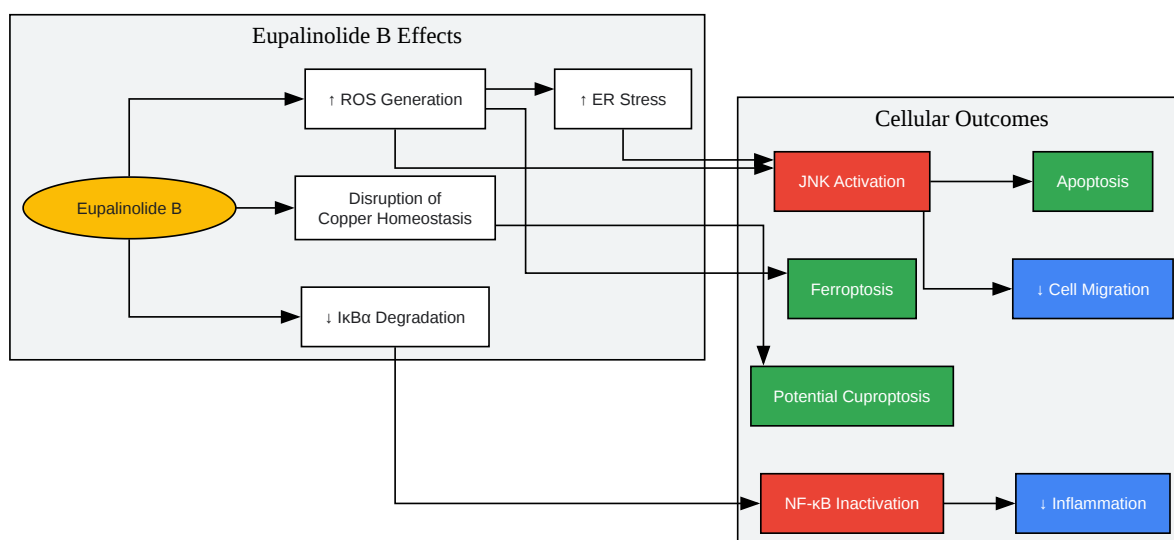 Eupalinolide B Effects
↑ ROS Generation
↑ ER Stress
Eupalinolide B
Disruption of
Copper Homeostasis
↓ IκBα Degradation
Cellular Outcomes
JNK Activation
Apoptosis
Ferroptosis
↓ Cell Migration
Potential Cuproptosis
NF-κB Inactivation
↓ Inflammation